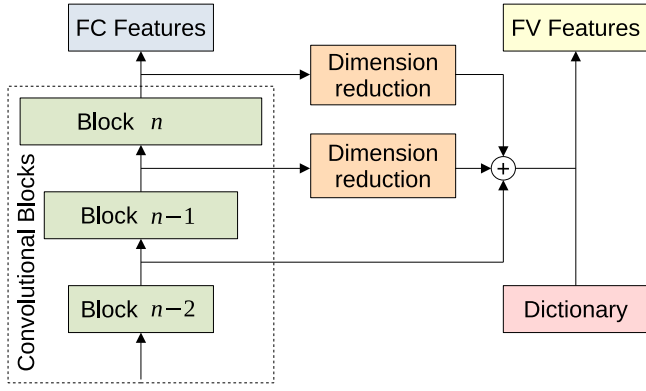 FC Features
FV Features
Dimension
reduction
Block n
Dimension
reduction
+
Block n−1
Convolutional Blocks
Block n−2
Dictionary